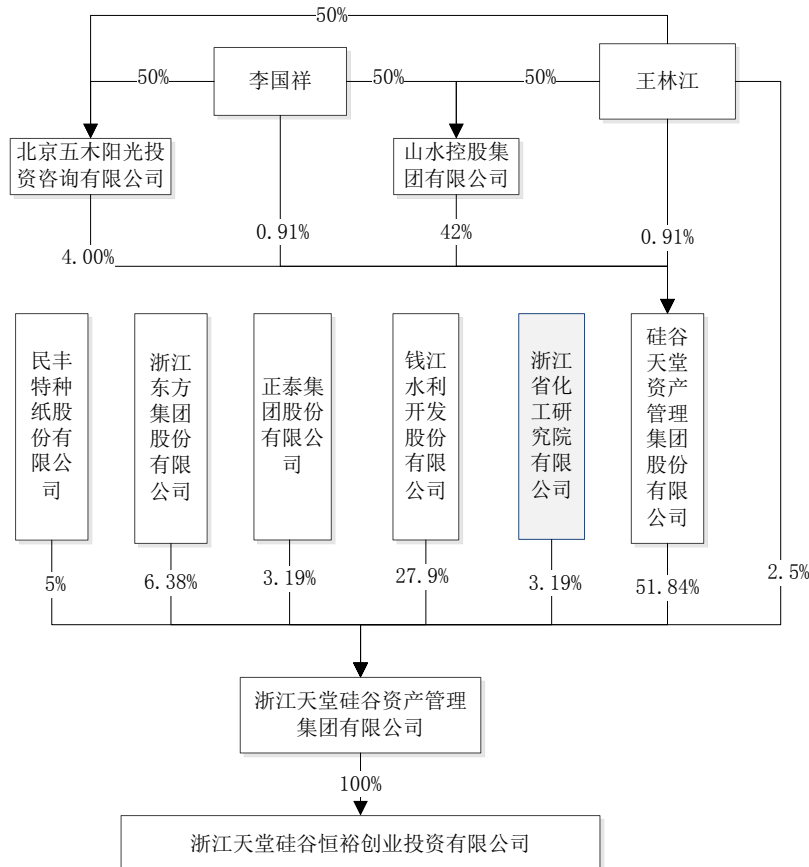 50%
50%
李国祥
50%
50%
王林江
北京五木阳光投
资咨询有限公司
山水控股集
团有限公司
4.00%
0.91%
42%
0.91%
民丰
特种
纸股
份有
限公
司
浙江
东方
集团
股份
有限
公司
正泰集
团股份
有限公
司
钱江
水利
开发
股份
有限
公司
浙江
省化
工研
究院
有限
公司
硅谷
天堂
资产
管理
集团
股份
有限
公司
5%
6.38%
3.19%
27.9%
3.19%
51.84%
2.5%
浙江天堂硅谷资产管理
集团有限公司
100%
浙江天堂硅谷恒裕创业投资有限公司